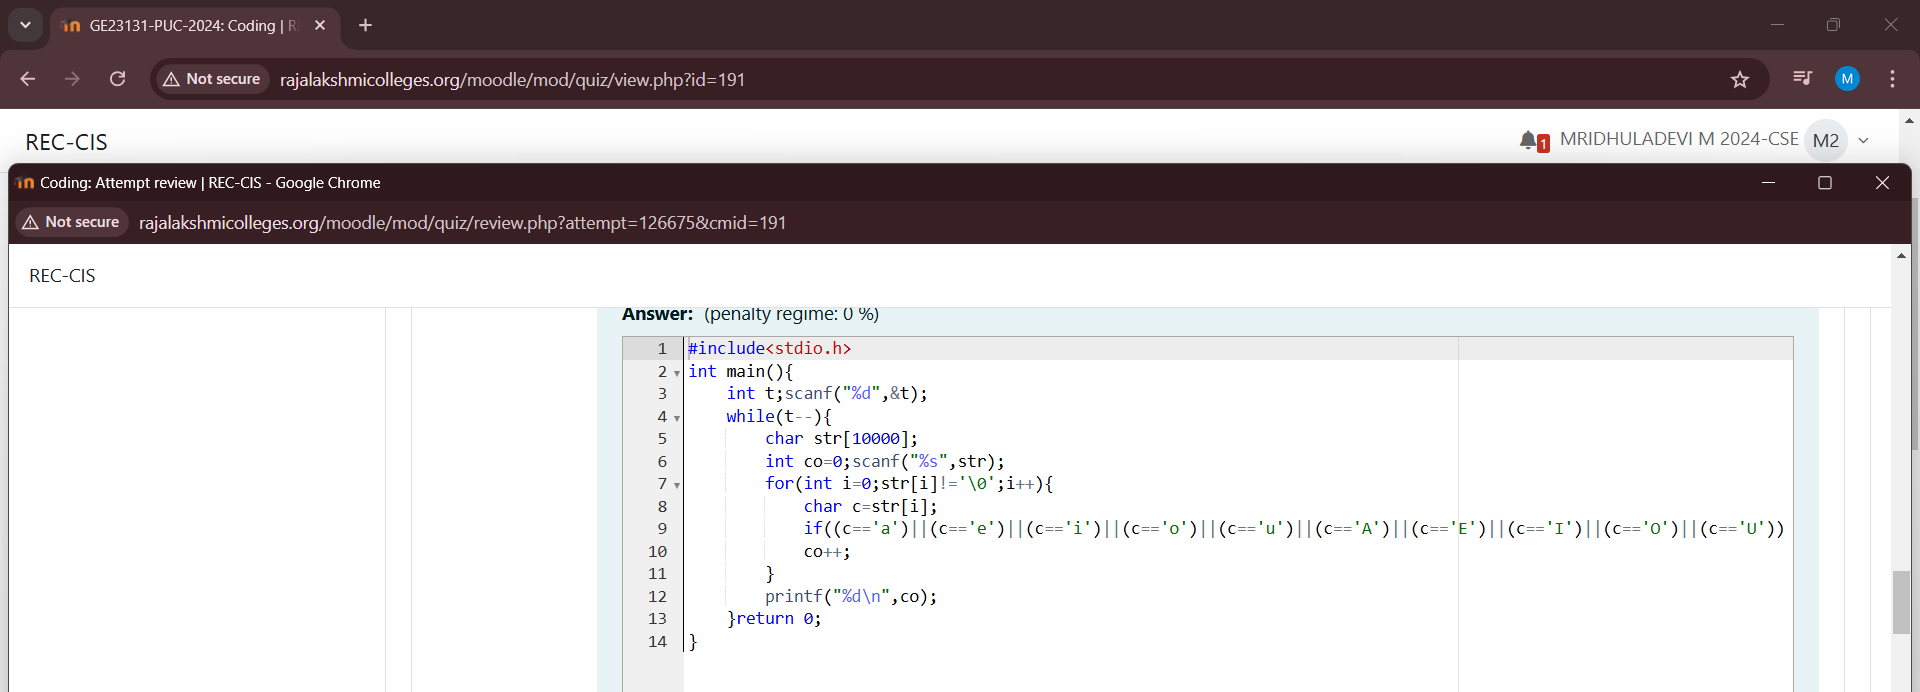 GE23131-PUC-2024: Coding | R
Not secure
rajalakshmicolleges.org/moodle/mod/quiz/view.php?id=191
M
REC-CIS
1
MRIDHULADEVI M 2024-CSE
M2
Coding: Attempt review | REC-CIS - Google Chrome
Not secure
rajalakshmicolleges.org/moodle/mod/quiz/review.php?attempt=126675&cmid=191
REC-CIS
Answer: (penalty regime: 0 %)
1 #include<stdio.h>
2 int main(){
3     int t;scanf("%d",&t);
4     while(t--){
5         char str[10000];
6         int co=0;scanf("%s",str);
7         for(int i=0;str[i]!='\0';i++){
8             char c=str[i];
9             if((c=='a')||(c=='e')||(c=='i')||(c=='o')||(c=='u')||(c=='A')||(c=='E')||(c=='I')||(c=='O')||(c=='U'))
10             co++;
11         }
12         printf("%d\n",co);
13     }return 0;
14 }